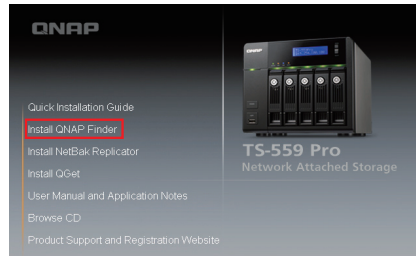 QNAP
Quick Installation Guide
Install QNAP Finder
Install NetBak Replicator
Install QGet
User Manual and Application Notes
Browse CD
Product Support and Registration Website
TS-559 Pro
Network Attached Storage